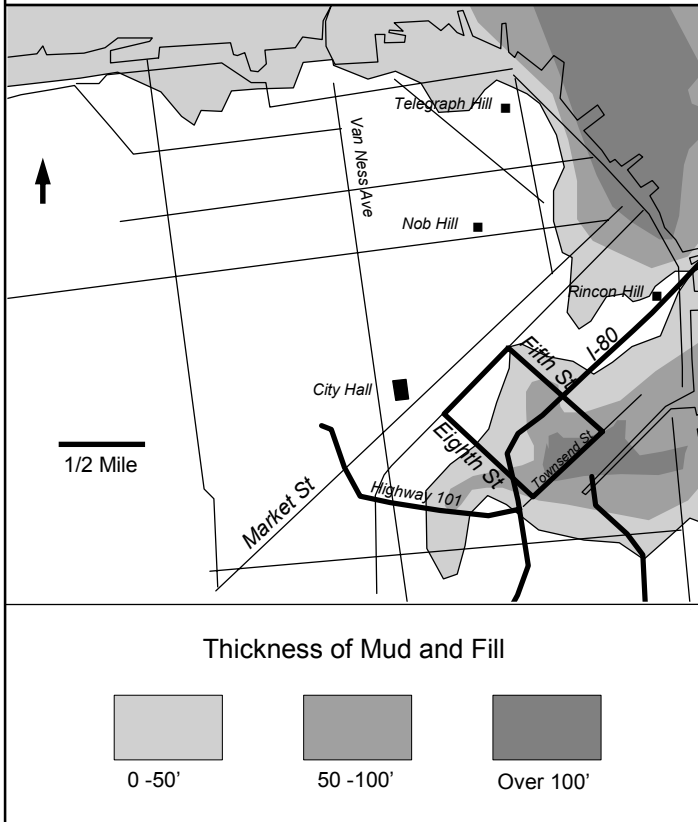 Telegraph Hill
Van Ness Ave
Nob Hill
Rincon Hill
I-80
Fifth St
City Hall
Eighth St
Townsend St.
1/2 Mile
Market St
Highway 101
Thickness of Mud and Fill
0 -50’
50 -100’
Over 100’